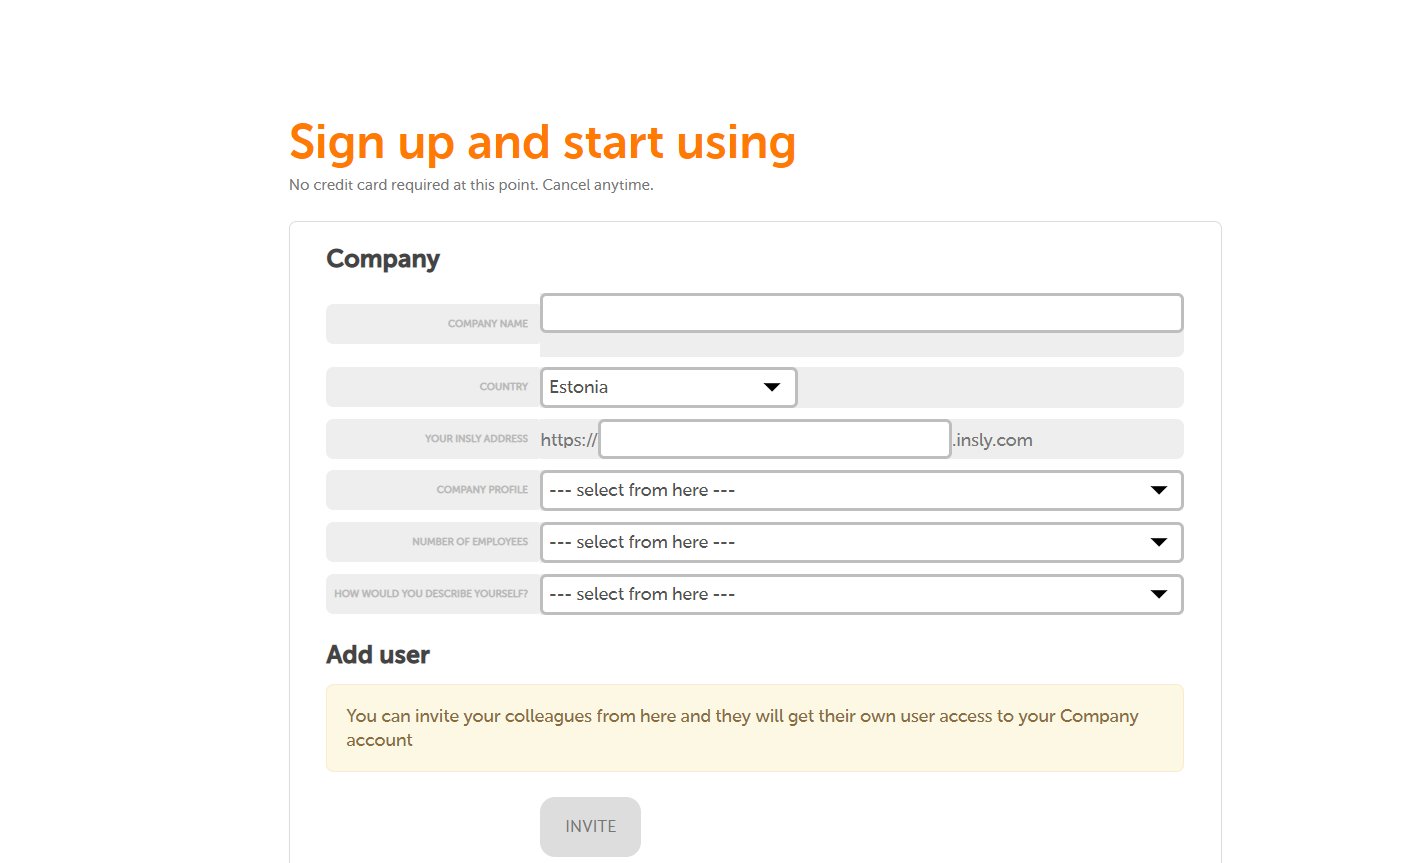 Sign up and start using
No credit card required at this point. Cancel anytime.
Company
COMPANY NAME
COUNTRY
Estonia
YOUR INSLY ADDRESS
https://
.insly.com
COMPANY PROFILE
--- select from here ---
NUMBER OF EMPLOYEES
--- select from here ---
HOW WOULD YOU DESCRIBE YOURSELF?
--- select from here ---
Add user
You can invite your colleagues from here and they will get their own user access to your Company
account
INVITE